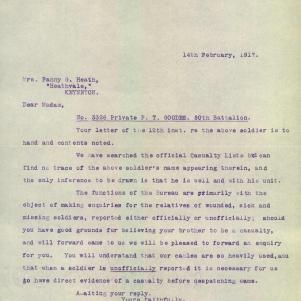 14th February, 1917.
Mrs. Fanny G. Heath,
"Heathvale,"
KEYNETON.
Dear Madam,
No. 3326 Private P. T. GOODES. 50th Battalion.
Your letter of the 12th inst. re the above soldier is to
hand and contents noted.
We have searched the official Casualty Lists but can
find no trace of the above soldier's name appearing therein, and
the only inference to be drawn is that he is well and with his unit.
The functions of the Bureau are primarily with the
object of making enquiries for the relatives of wounded, sick and
missing soldiers, reported either officially or unofficially; should
you have good grounds for believing your brother to be a casualty,
and will forward same to us we will be pleased to forward an enquiry
for you. You will understand that our cables are so heavily used, and
that when a soldier is unofficially reported it is necessary for us
to have direct evidence of a casualty before despatching same.
Awaiting your reply.
Yours faithfully,